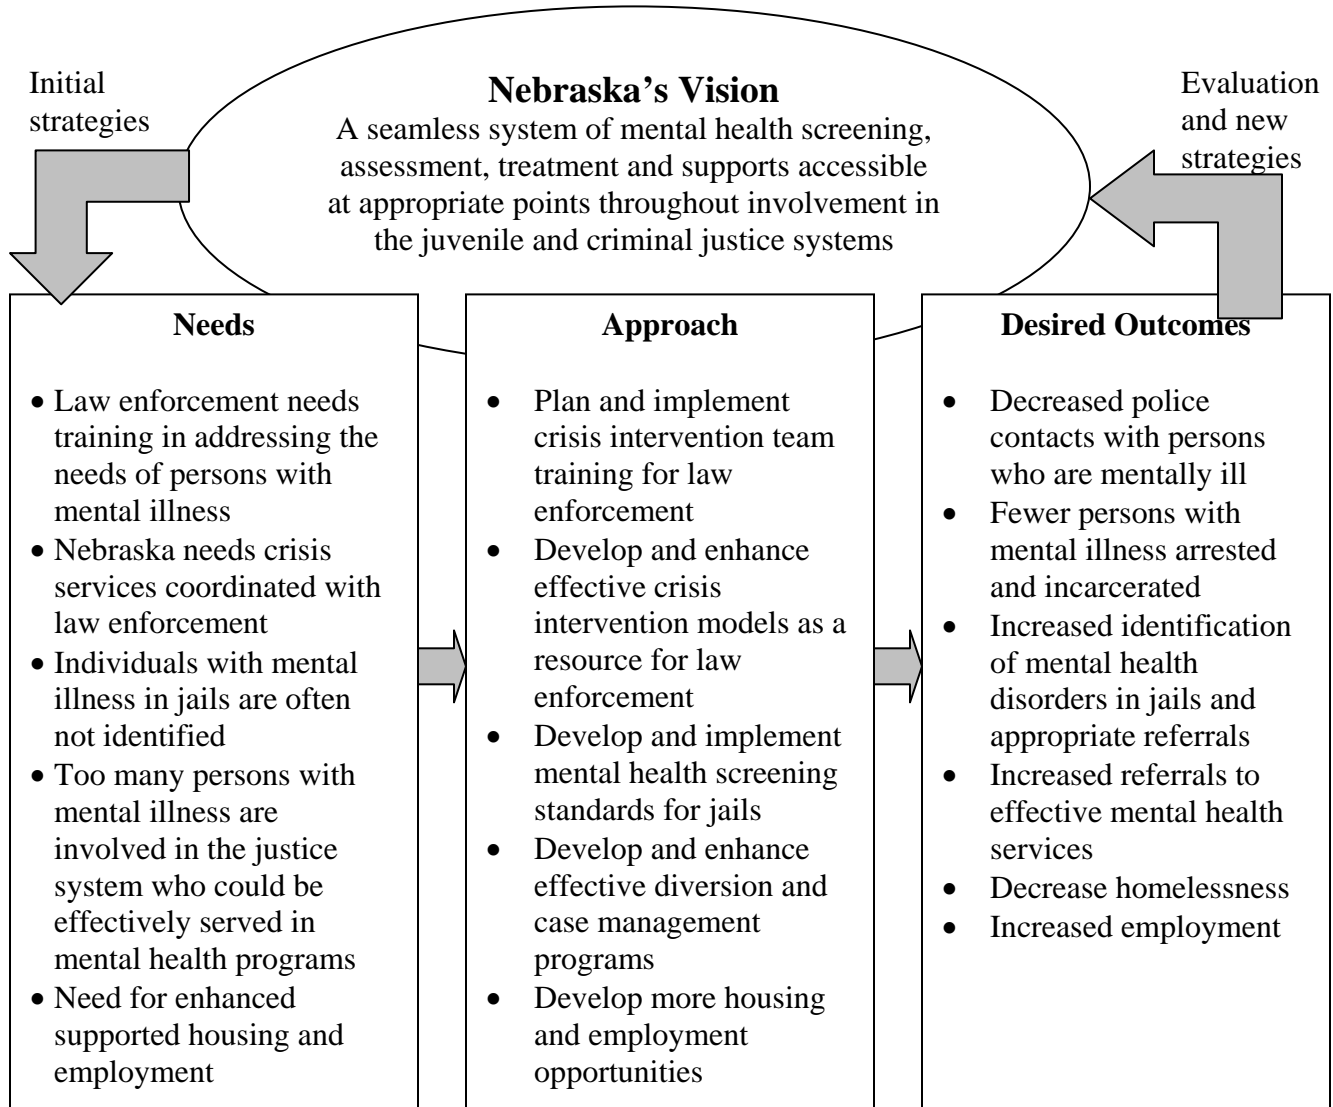 Initial
strategies
Nebraska's Vision
A seamless system of mental health screening,
assessment, treatment and supports accessible
at appropriate points throughout involvement in
the juvenile and criminal justice systems
Evaluation
and new
strategies
Needs
• Law enforcement needs
training in addressing the
needs of persons with
mental illness
• Nebraska needs crisis
services coordinated with
law enforcement
• Individuals with mental
illness in jails are often
not identified
• Too many persons with
mental illness are
involved in the justice
system who could be
effectively served in
mental health programs
• Need for enhanced
supported housing and
employment
Approach
• Plan and implement
crisis intervention team
training for law
enforcement
• Develop and enhance
effective crisis
intervention models as a
resource for law
enforcement
• Develop and implement
mental health screening
standards for jails
• Develop and enhance
effective diversion and
case management
programs
• Develop more housing
and employment
opportunities
Desired Outcomes
• Decreased police
contacts with persons
who are mentally ill
• Fewer persons with
mental illness arrested
and incarcerated
• Increased identification
of mental health
disorders in jails and
appropriate referrals
• Increased referrals to
effective mental health
services
• Decrease homelessness
• Increased employment